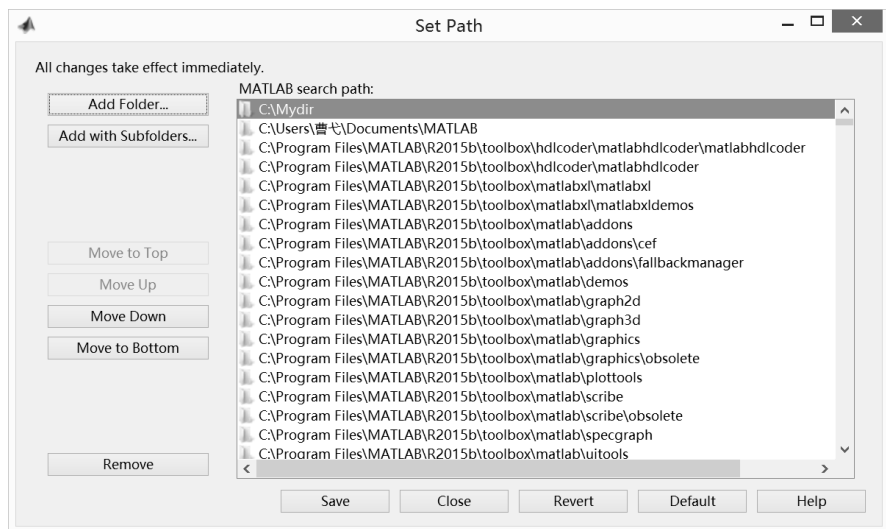 Set Path
All changes take effect immediately.
MATLAB search path:
Add Folder...
Add with Subfolders...
Move to Top
Move Up
Move Down
Move to Bottom
Remove
C:\Mydir
C:\Users\曹弋\Documents\MATLAB
C:\Program Files\MATLAB\R2015b\toolbox\hdlcoder\matlabhdlcoder\matlabhdlcoder
C:\Program Files\MATLAB\R2015b\toolbox\hdlcoder\matlabhdlcoder
C:\Program Files\MATLAB\R2015b\toolbox\matlabxl\matlabxl
C:\Program Files\MATLAB\R2015b\toolbox\matlabxl\matlabxldemos
C:\Program Files\MATLAB\R2015b\toolbox\matlab\addons
C:\Program Files\MATLAB\R2015b\toolbox\matlab\addons\cef
C:\Program Files\MATLAB\R2015b\toolbox\matlab\addons\fallbackmanager
C:\Program Files\MATLAB\R2015b\toolbox\matlab\demos
C:\Program Files\MATLAB\R2015b\toolbox\matlab\graph2d
C:\Program Files\MATLAB\R2015b\toolbox\matlab\graph3d
C:\Program Files\MATLAB\R2015b\toolbox\matlab\graphics
C:\Program Files\MATLAB\R2015b\toolbox\matlab\graphics\obsolete
C:\Program Files\MATLAB\R2015b\toolbox\matlab\plottools
C:\Program Files\MATLAB\R2015b\toolbox\matlab\scribe
C:\Program Files\MATLAB\R2015b\toolbox\matlab\scribe\obsolete
C:\Program Files\MATLAB\R2015b\toolbox\matlab\specgraph
C:\Program Files\MATLAB\R2015b\toolbox\matlab\uitools
Save Close Revert Default Help